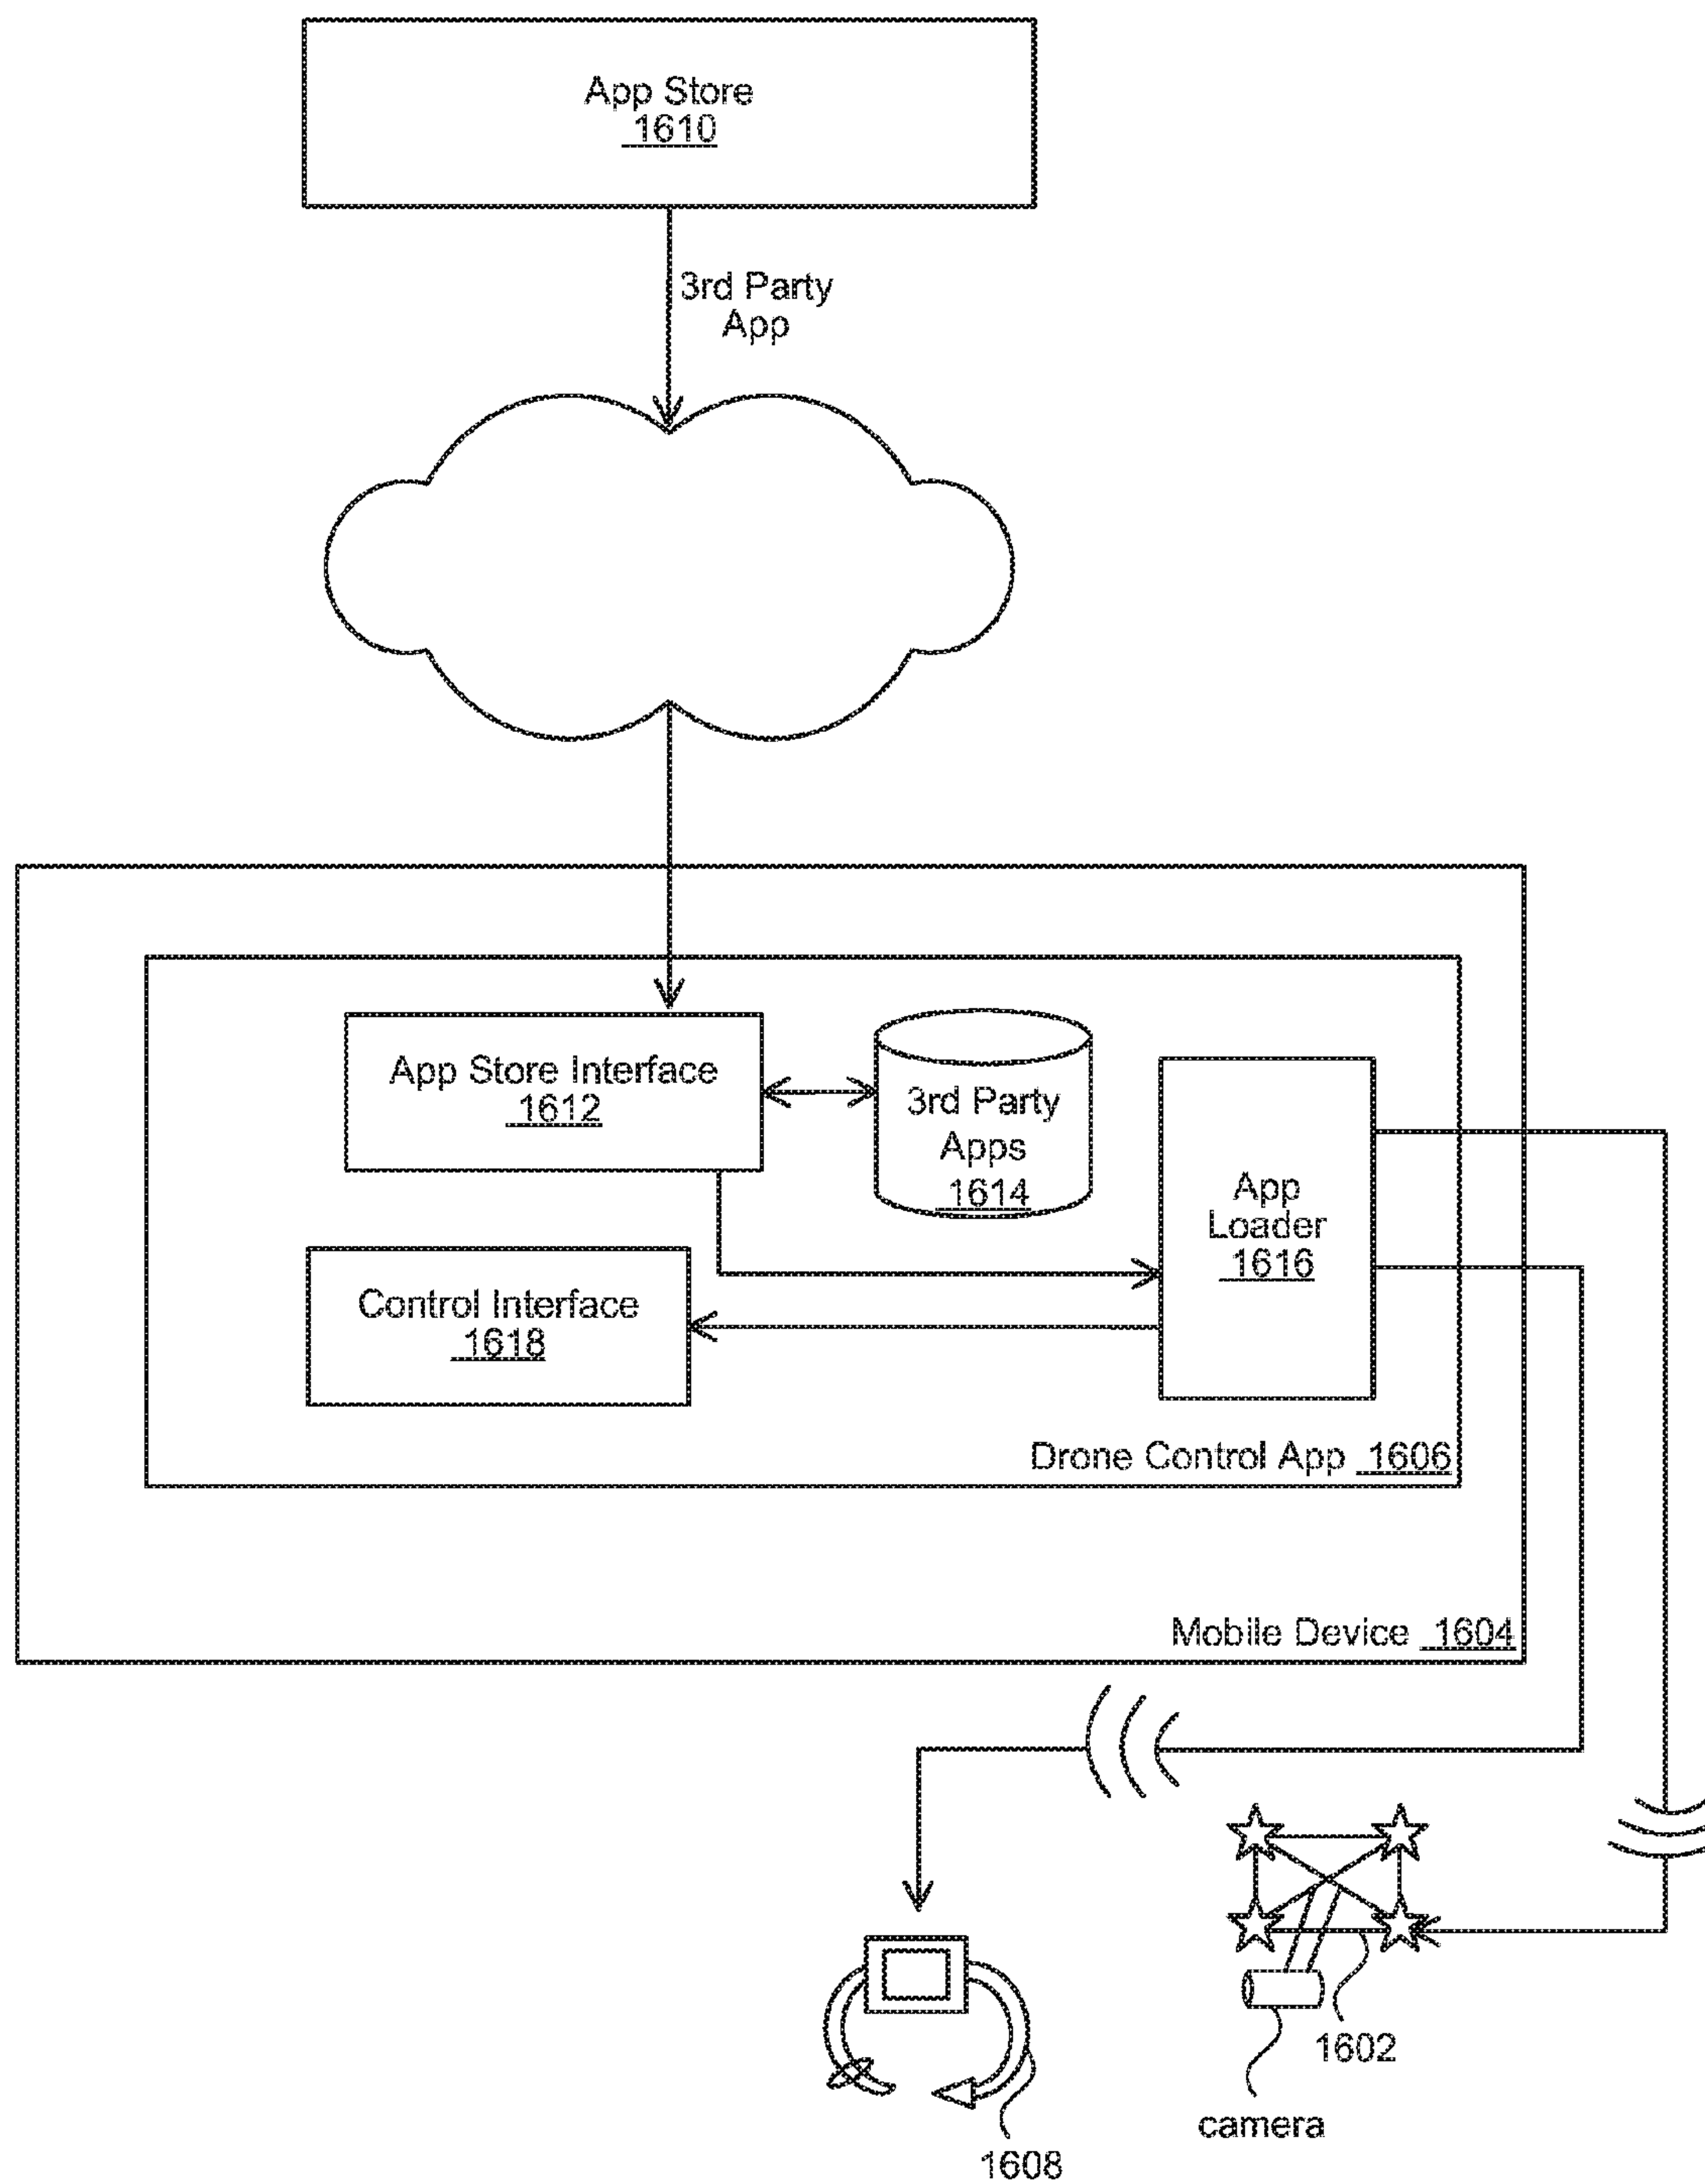 App Store
1610
3rd Party
App
App Store Interface
1612
3rd Party
Apps
1614
App
Loader
1616
Control Interface
1618
Drone Control App 1606
Mobile Device 1604
1602
camera
1608